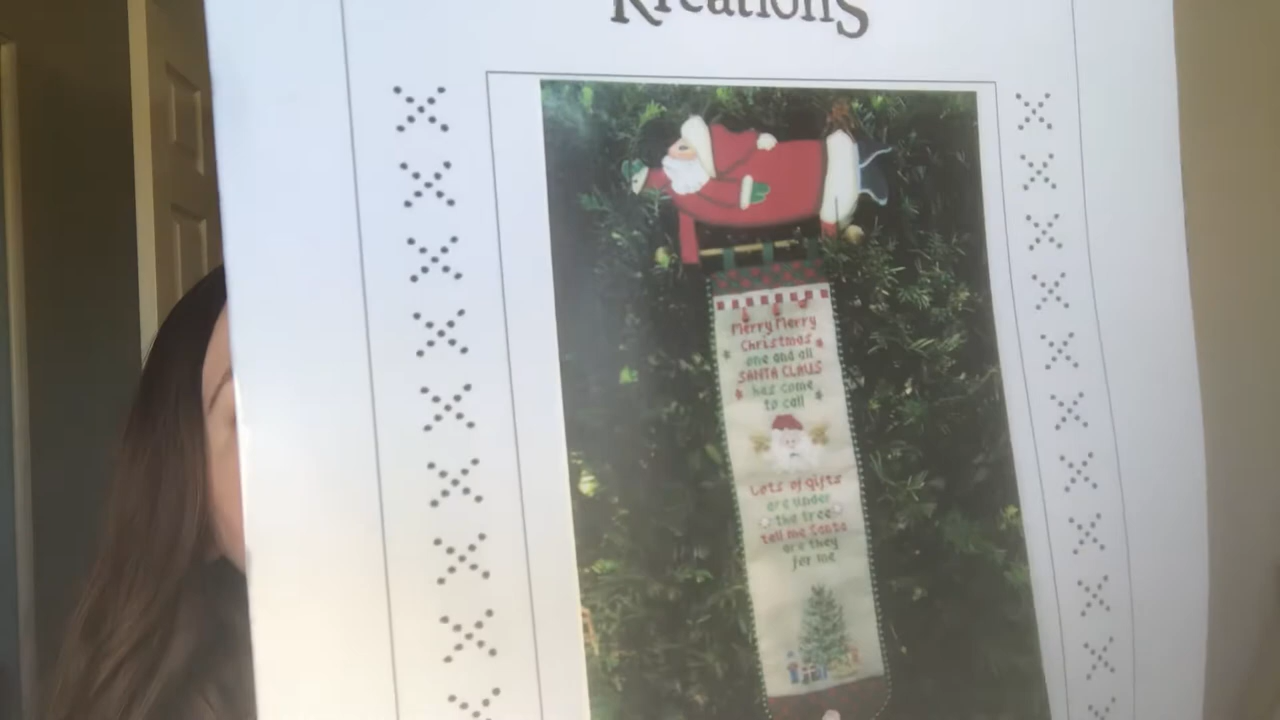 Kreations
Merry Merry
Christmas
one and all
SANTA CLAUS
has come
to call
Lots of gifts
are under
the tree
tell me Santa
are they
for me